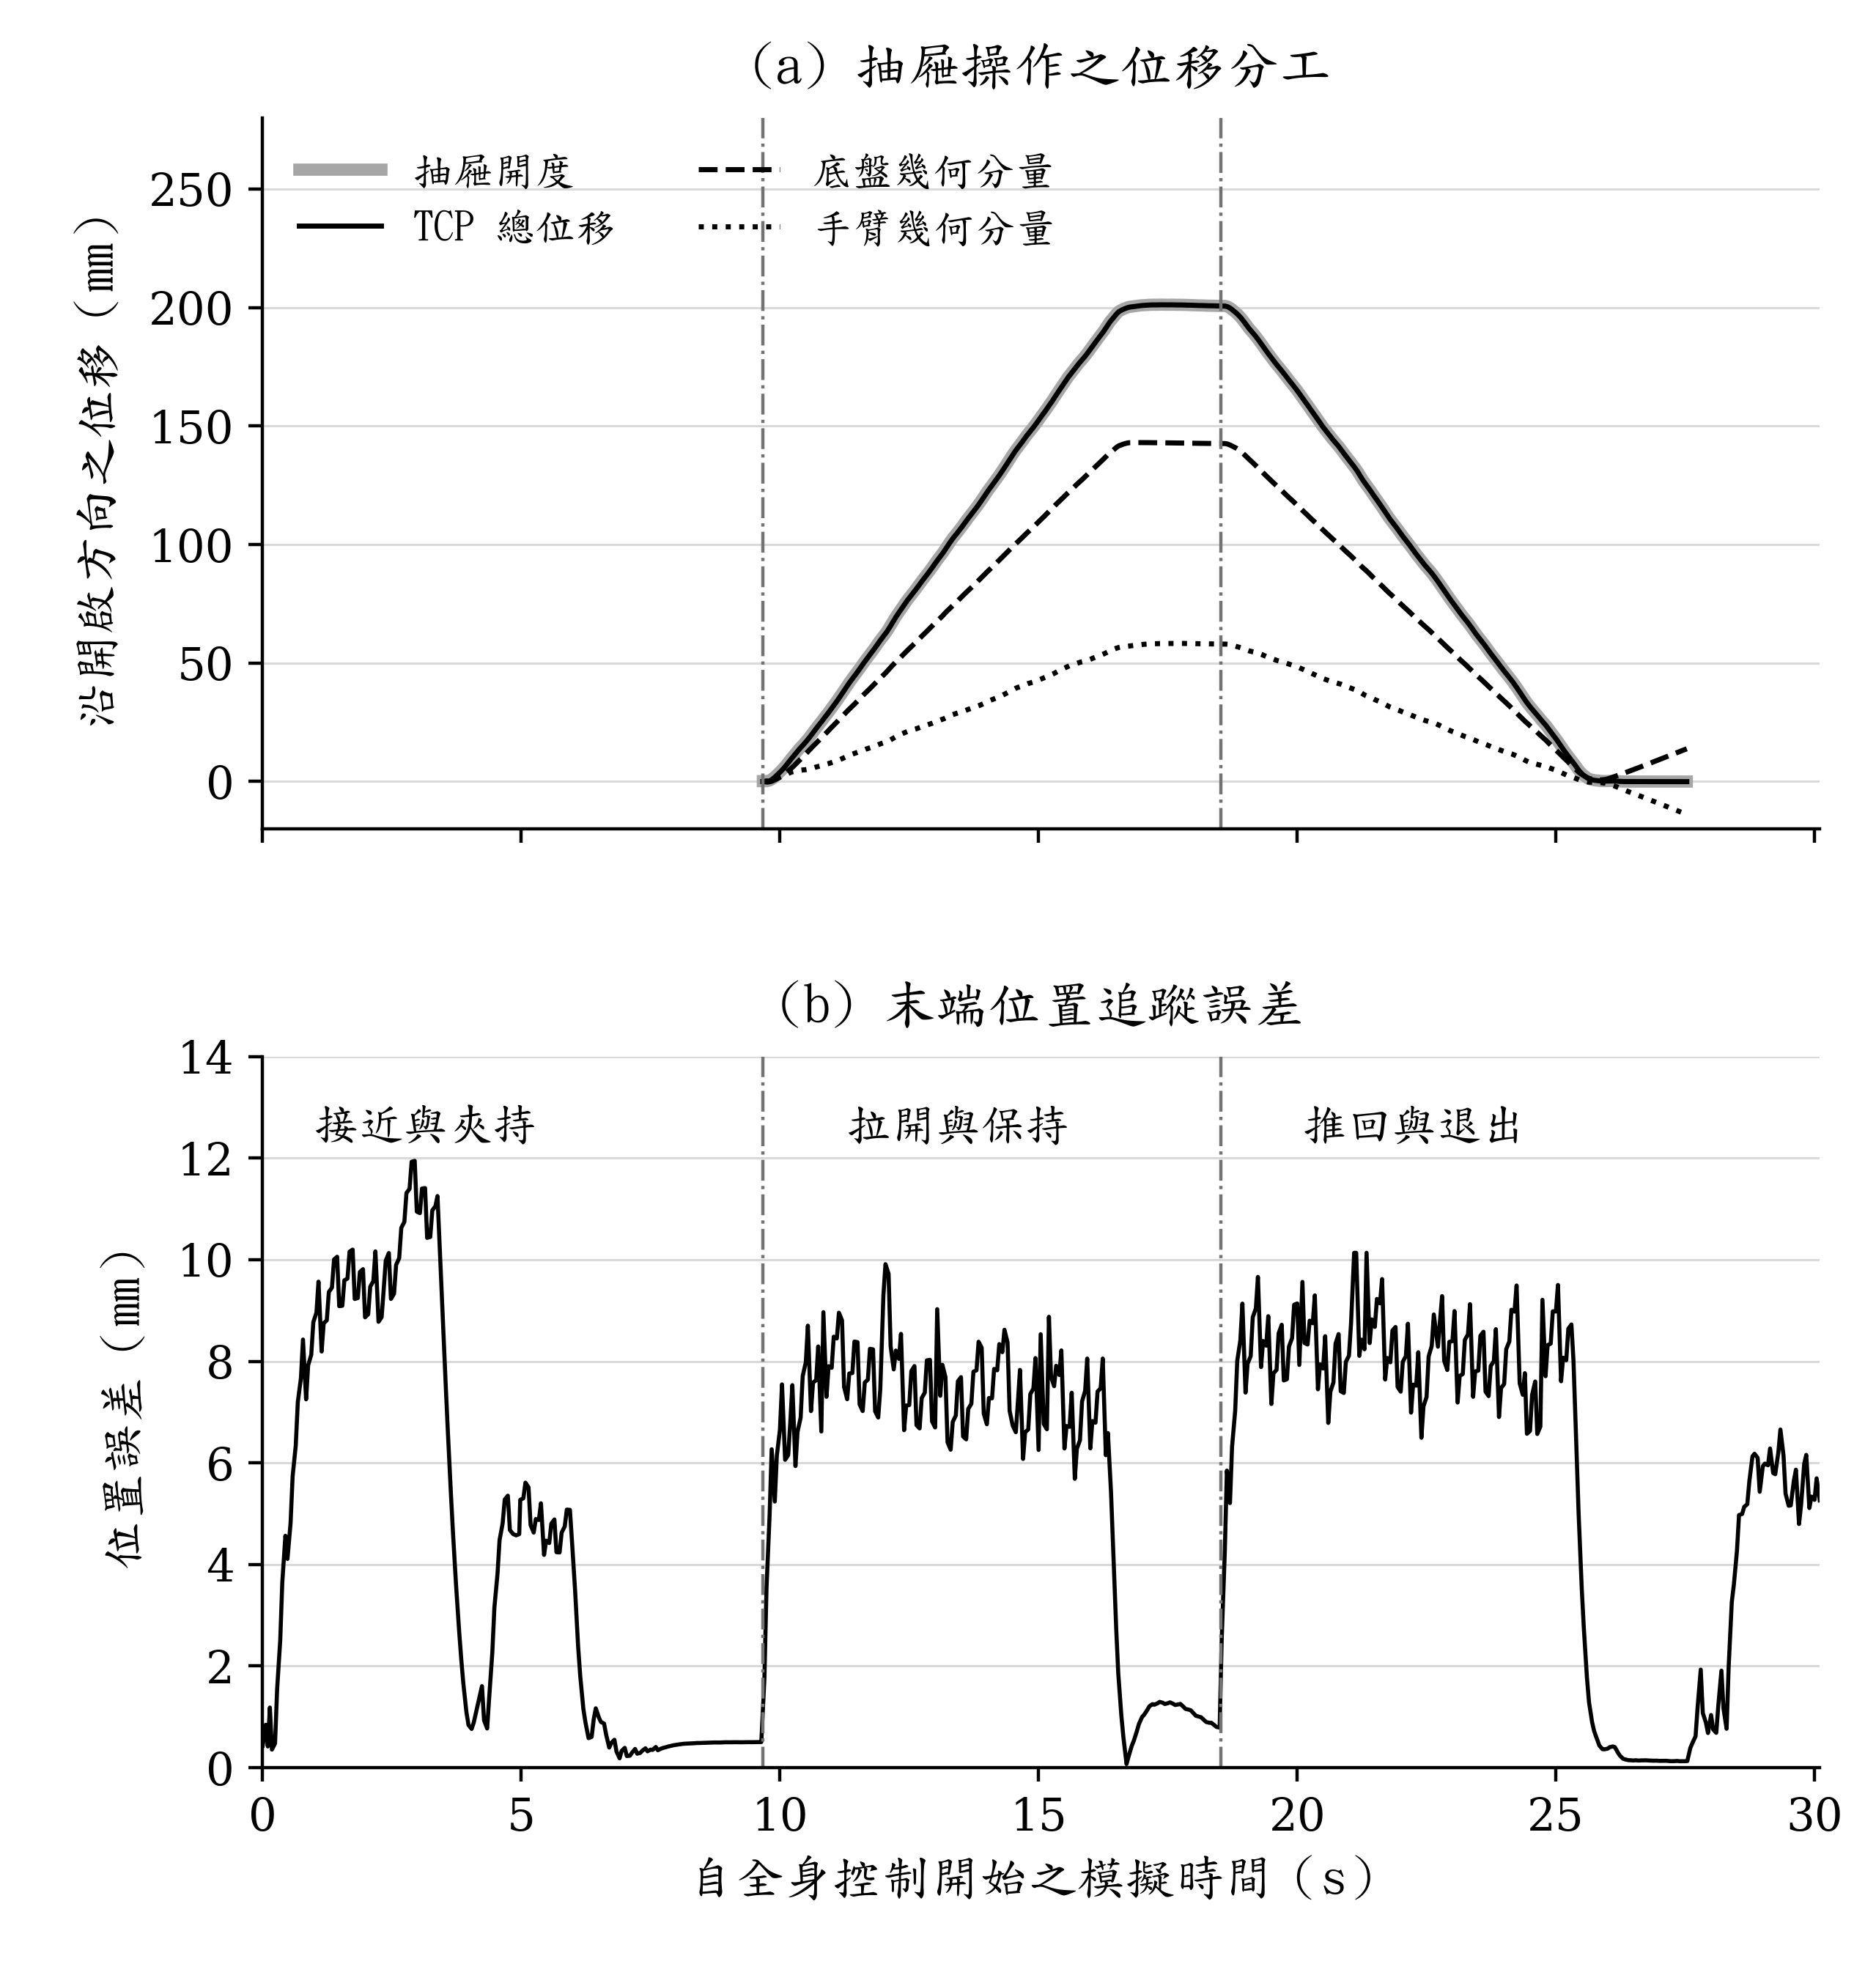 (a) 抽屜操作之位移分工
抽屜開度
TCP 總位移
底盤幾何分量
手臂幾何分量
沿開啟方向之位移 (mm)
250
200
150
100
50
0
(b) 末端位置追蹤誤差
接近與夾持
拉開與保持
推回與退出
位置誤差 (mm)
14
12
10
8
6
4
2
0
0 5 10 15 20 25 30
自全身控制開始之模擬時間 (s)